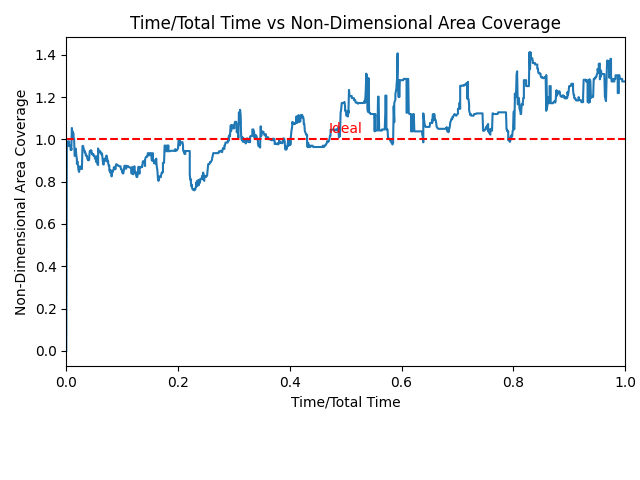 Time/Total Time vs Non-Dimensional Area Coverage
Non-Dimensional Area Coverage
1.4
1.2
1.0
0.8
0.6
0.4
0.2
0.0
Ideal
0.0 0.2 0.4 0.6 0.8 1.0
Time/Total Time